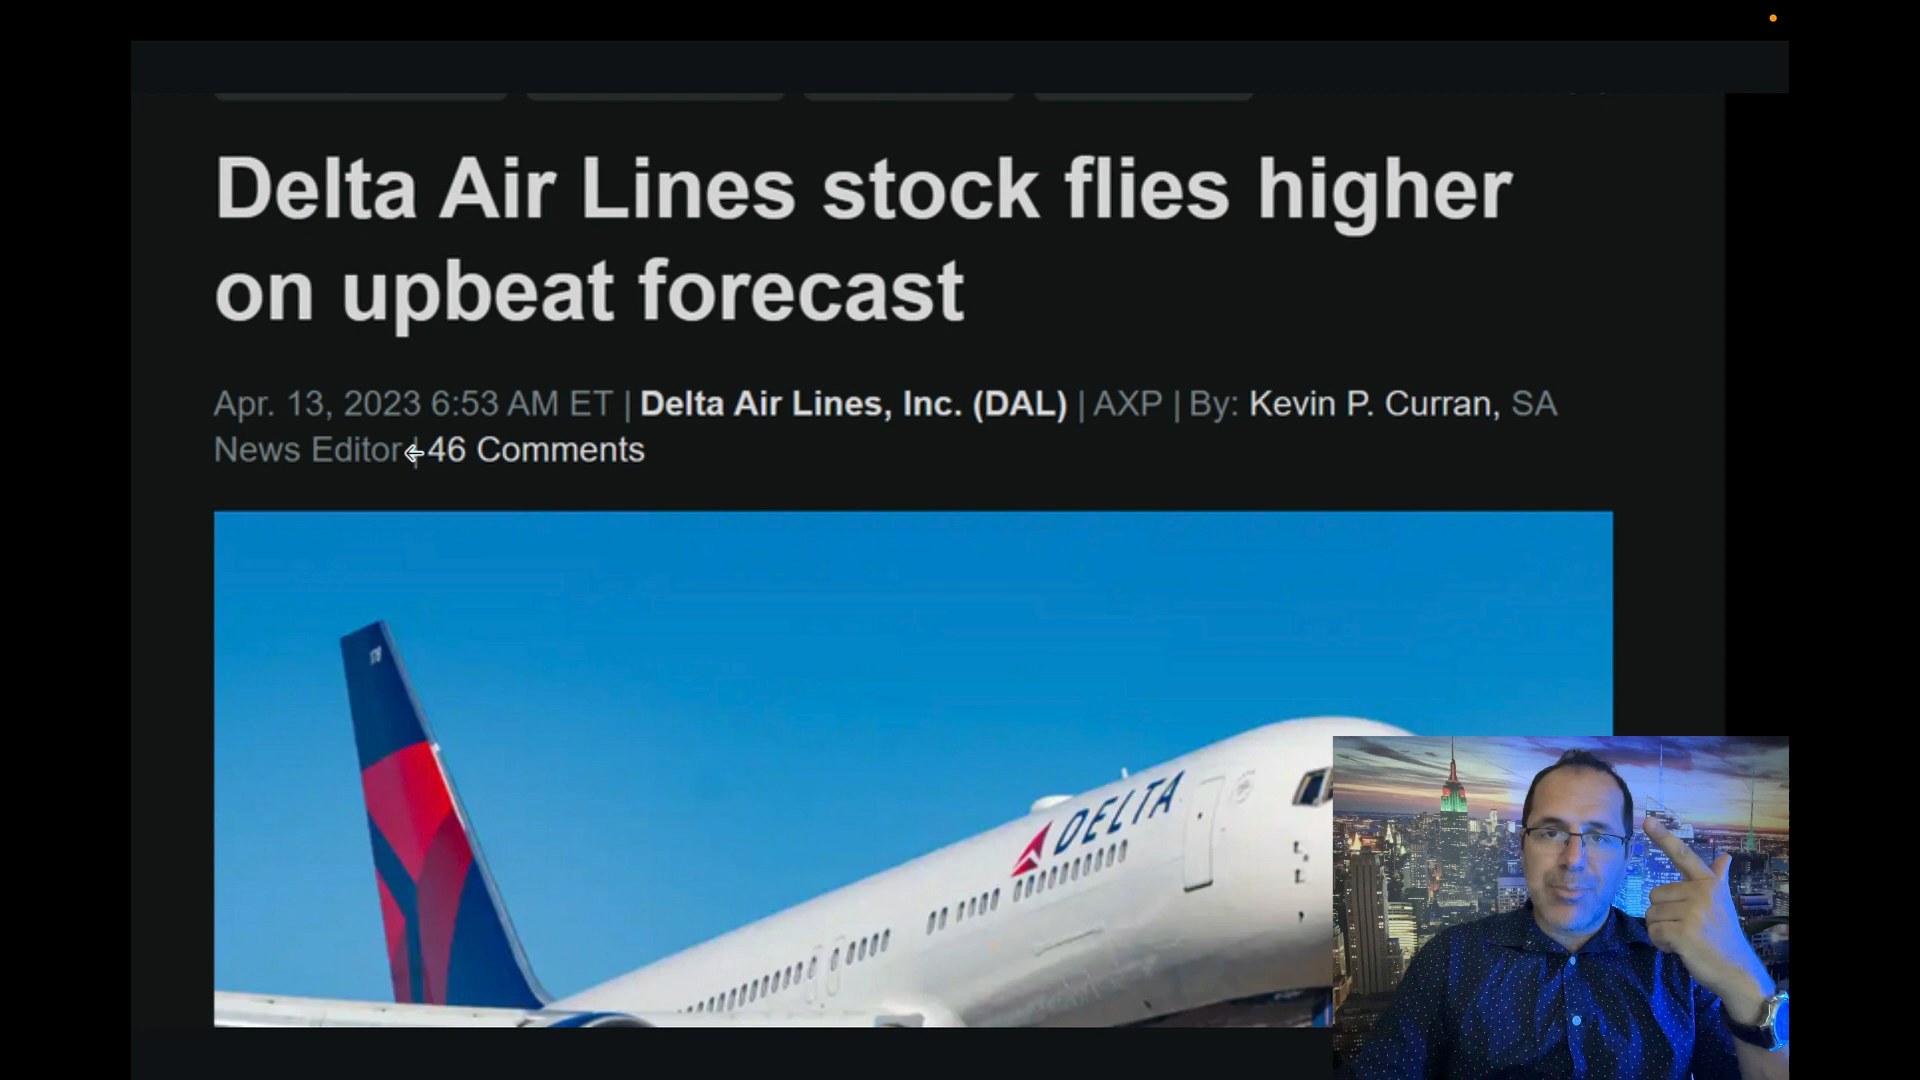 Delta Air Lines stock flies higher
on upbeat forecast
Apr. 13, 2023 6:53 AM ET | Delta Air Lines, Inc. (DAL) | AXP | By: Kevin P. Curran, SA
News Editor | 46 Comments
DELTA